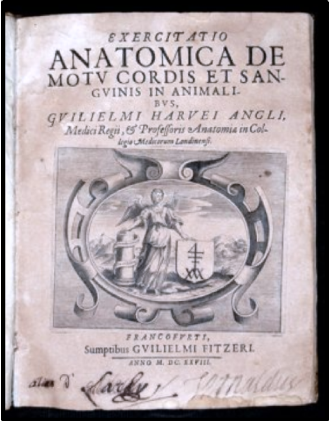 EXERCITATIO
ANATOMICA DE
MOTV CORDIS ET SAN-
GVINIS IN ANIMALI-
BVS,
GVILIELMI HARVEI ANGLI,
Medici Regii, & Professoris Anatomiæ in Col-
legio Medicorum Londinensi.
FRANCOFVRTI,
Sumptibus GVILIELMI FITZERI.
ANNO M. DC. XXVIII.